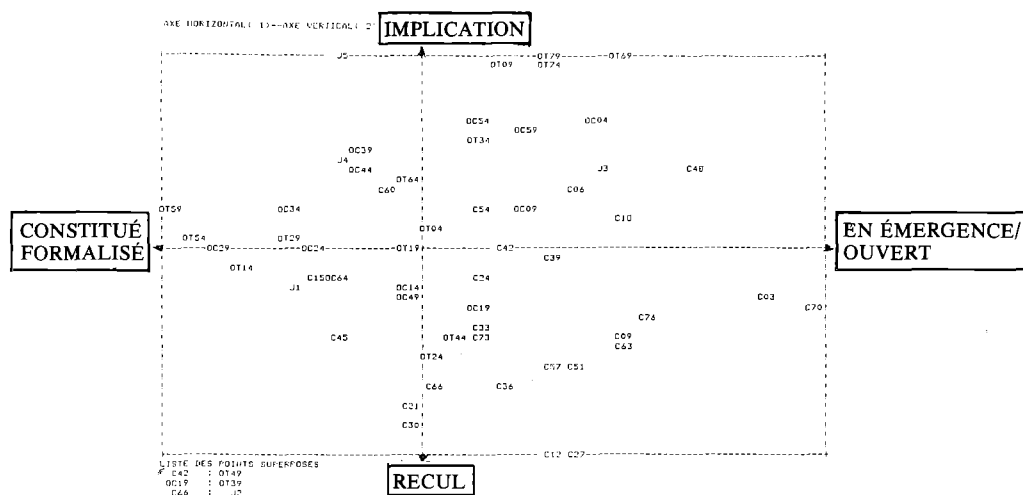 AXE HORIZONTAL( 1)--AXE VERTICAL( 2
IMPLICATION
J5 OT79 OT69
OT09 OT74
OC54 OC04
OC59
OT34
OC39
J4
OC44 J3 C48
OT64
C60 C06
OT59 OC34 C54 OC09
C10
OT04
CONSTITUÉ
FORMALISÉ
EN ÉMERGENCE/
OUVERT
OT54 OT29
OC29 OC24 OT19 C42
C39
OT14
C15OC64 C24
J1 OC14
OC49 C03
OC19 C70
C76
C33
C45 OT44 C73 C09
C63
OT24
C57 C51
C66 C36
C21
C30
C12 C27
LISTE DES POINTS SUPERPOSES
C42 : OT49
OC19 : OT39
C66 : J2
RECUL